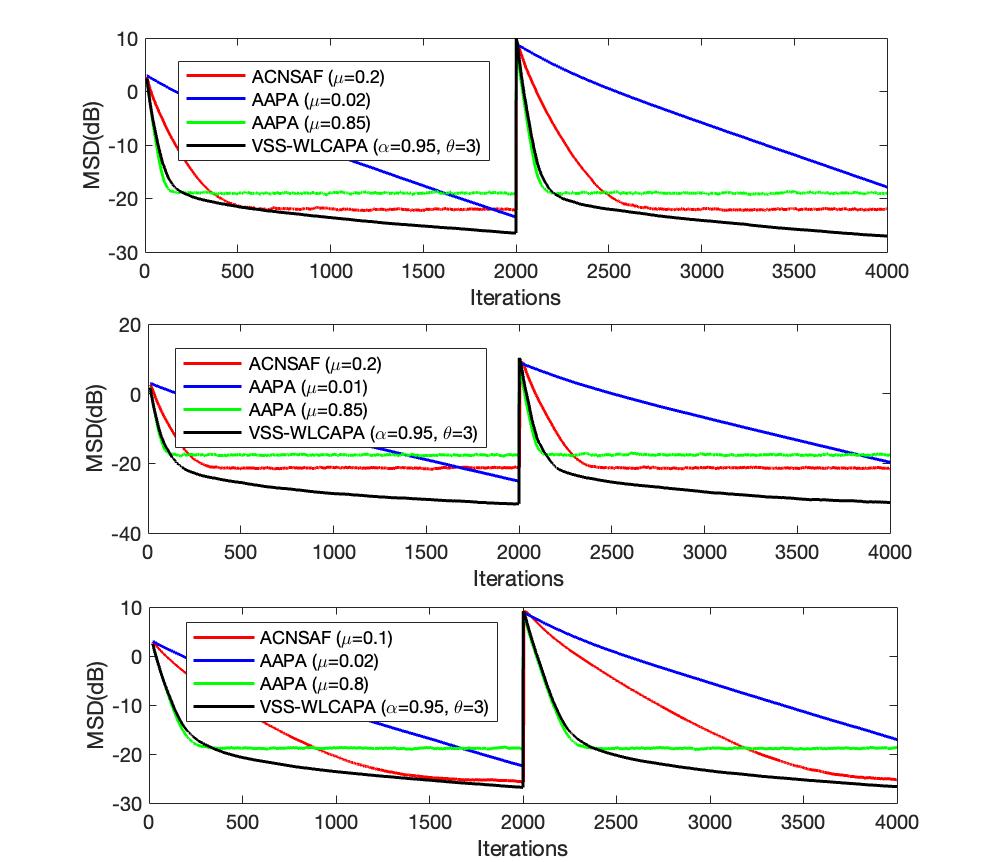 10
0
-10
-20
-30
MSD(dB)
ACNSAF (μ=0.2)
AAPA (μ=0.02)
AAPA (μ=0.85)
VSS-WLCAPA (α=0.95, θ=3)
0 500 1000 1500 2000 2500 3000 3500 4000
Iterations
20
0
-20
-40
MSD(dB)
ACNSAF (μ=0.2)
AAPA (μ=0.01)
AAPA (μ=0.85)
VSS-WLCAPA (α=0.95, θ=3)
0 500 1000 1500 2000 2500 3000 3500 4000
Iterations
10
0
-10
-20
-30
MSD(dB)
ACNSAF (μ=0.1)
AAPA (μ=0.02)
AAPA (μ=0.8)
VSS-WLCAPA (α=0.95, θ=3)
0 500 1000 1500 2000 2500 3000 3500 4000
Iterations